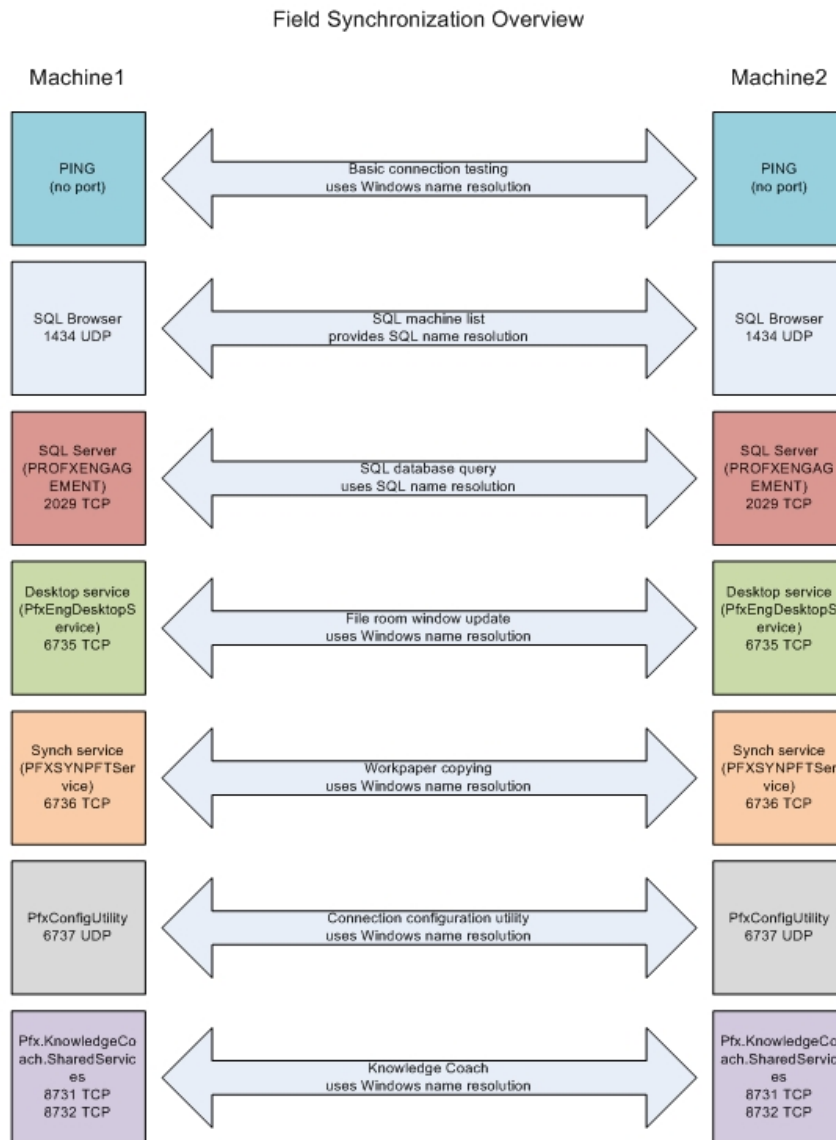 Field Synchronization Overview
Machine1
Machine2
PING
(no port)
Basic connection testing
uses Windows name resolution
PING
(no port)
SQL Browser
1434 UDP
SQL machine list
provides SQL name resolution
SQL Browser
1434 UDP
SQL Server
(PROFXENGAG
EMENT)
2029 TCP
SQL database query
uses SQL name resolution
SQL Server
(PROFXENGAG
EMENT)
2029 TCP
Desktop service
(PfxEngDesktopS
ervice)
6735 TCP
File room window update
uses Windows name resolution
Desktop service
(PfxEngDesktopS
ervice)
6735 TCP
Synch service
(PFXSYNPFTSer
vice)
6736 TCP
Workpaper copying
uses Windows name resolution
Synch service
(PFXSYNPFTSer
vice)
6736 TCP
PfxConfigUtility
6737 UDP
Connection configuration utility
uses Windows name resolution
PfxConfigUtility
6737 UDP
Pfx.KnowledgeCo
ach.SharedServic
es
8731 TCP
8732 TCP
Knowledge Coach
uses Windows name resolution
Pfx.KnowledgeCo
ach.SharedServic
es
8731 TCP
8732 TCP